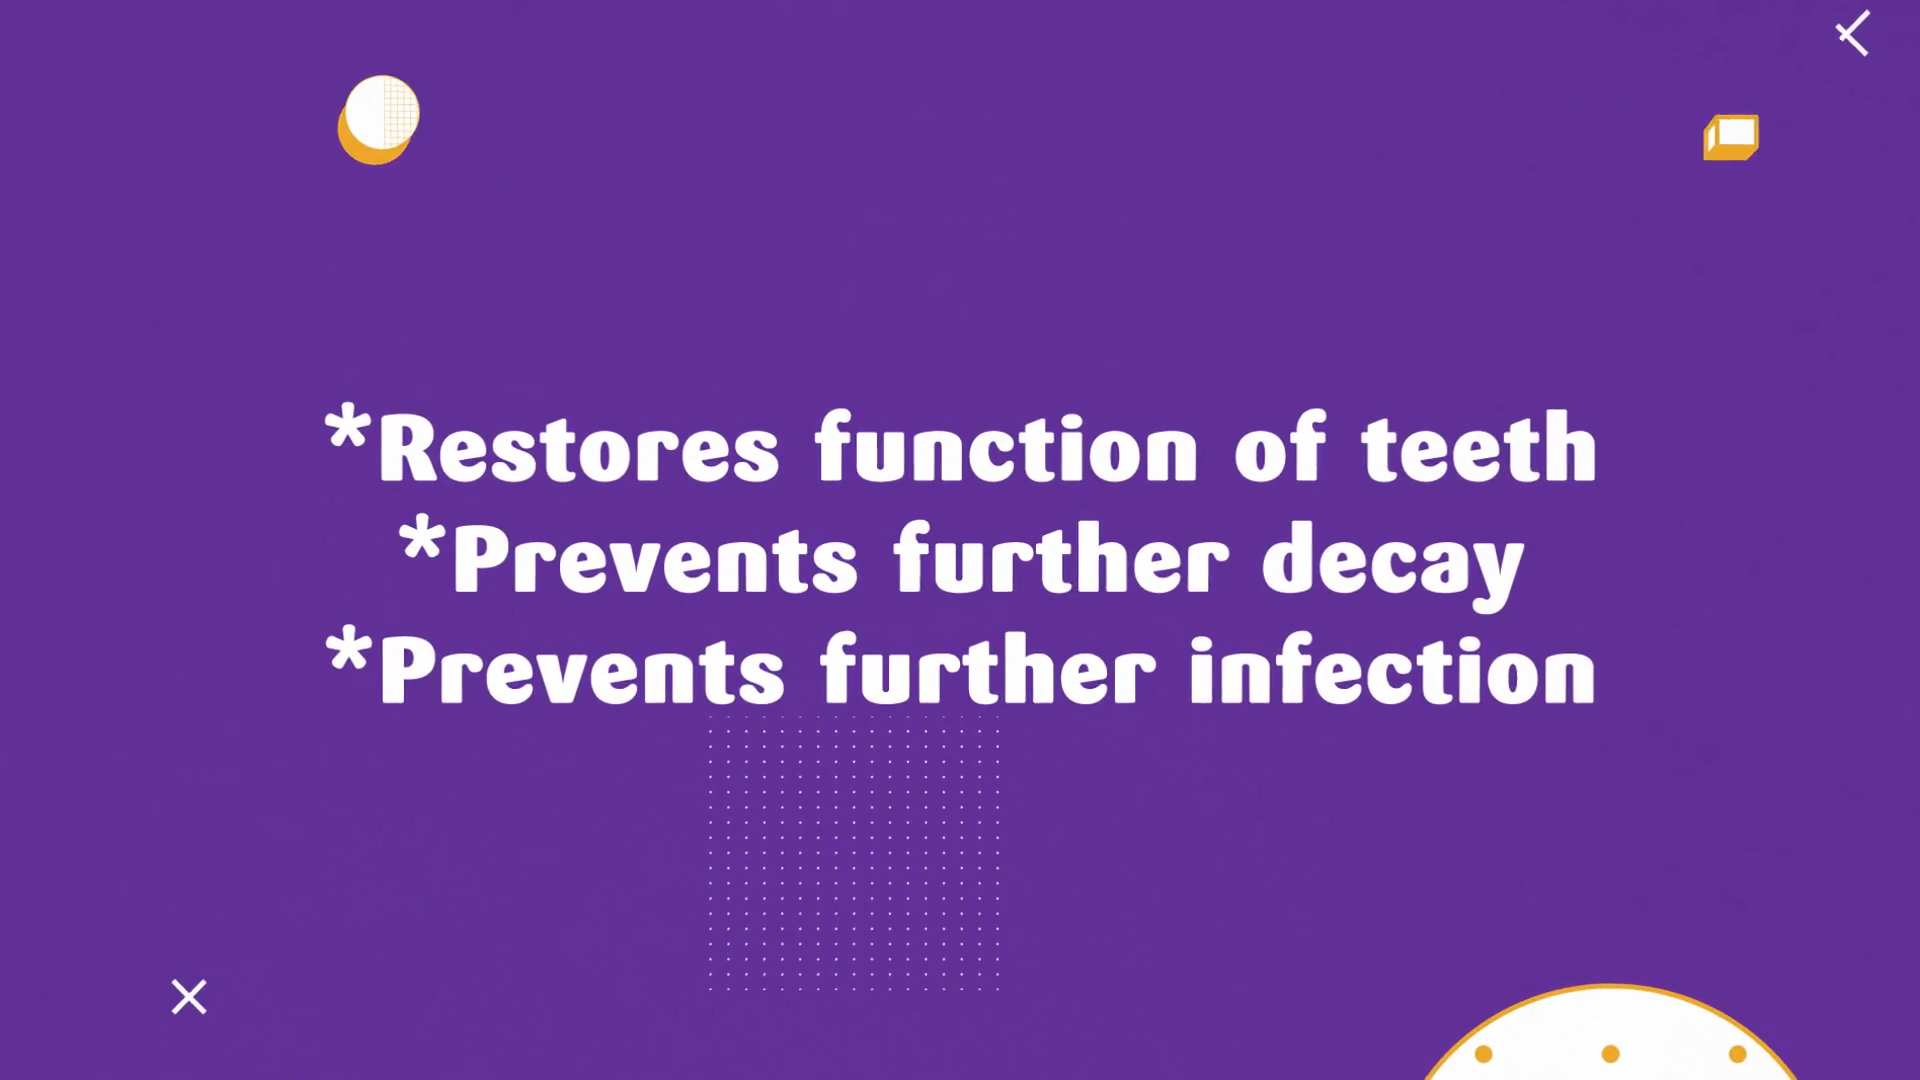 *Restores function of teeth
*Prevents further decay
*Prevents further infection